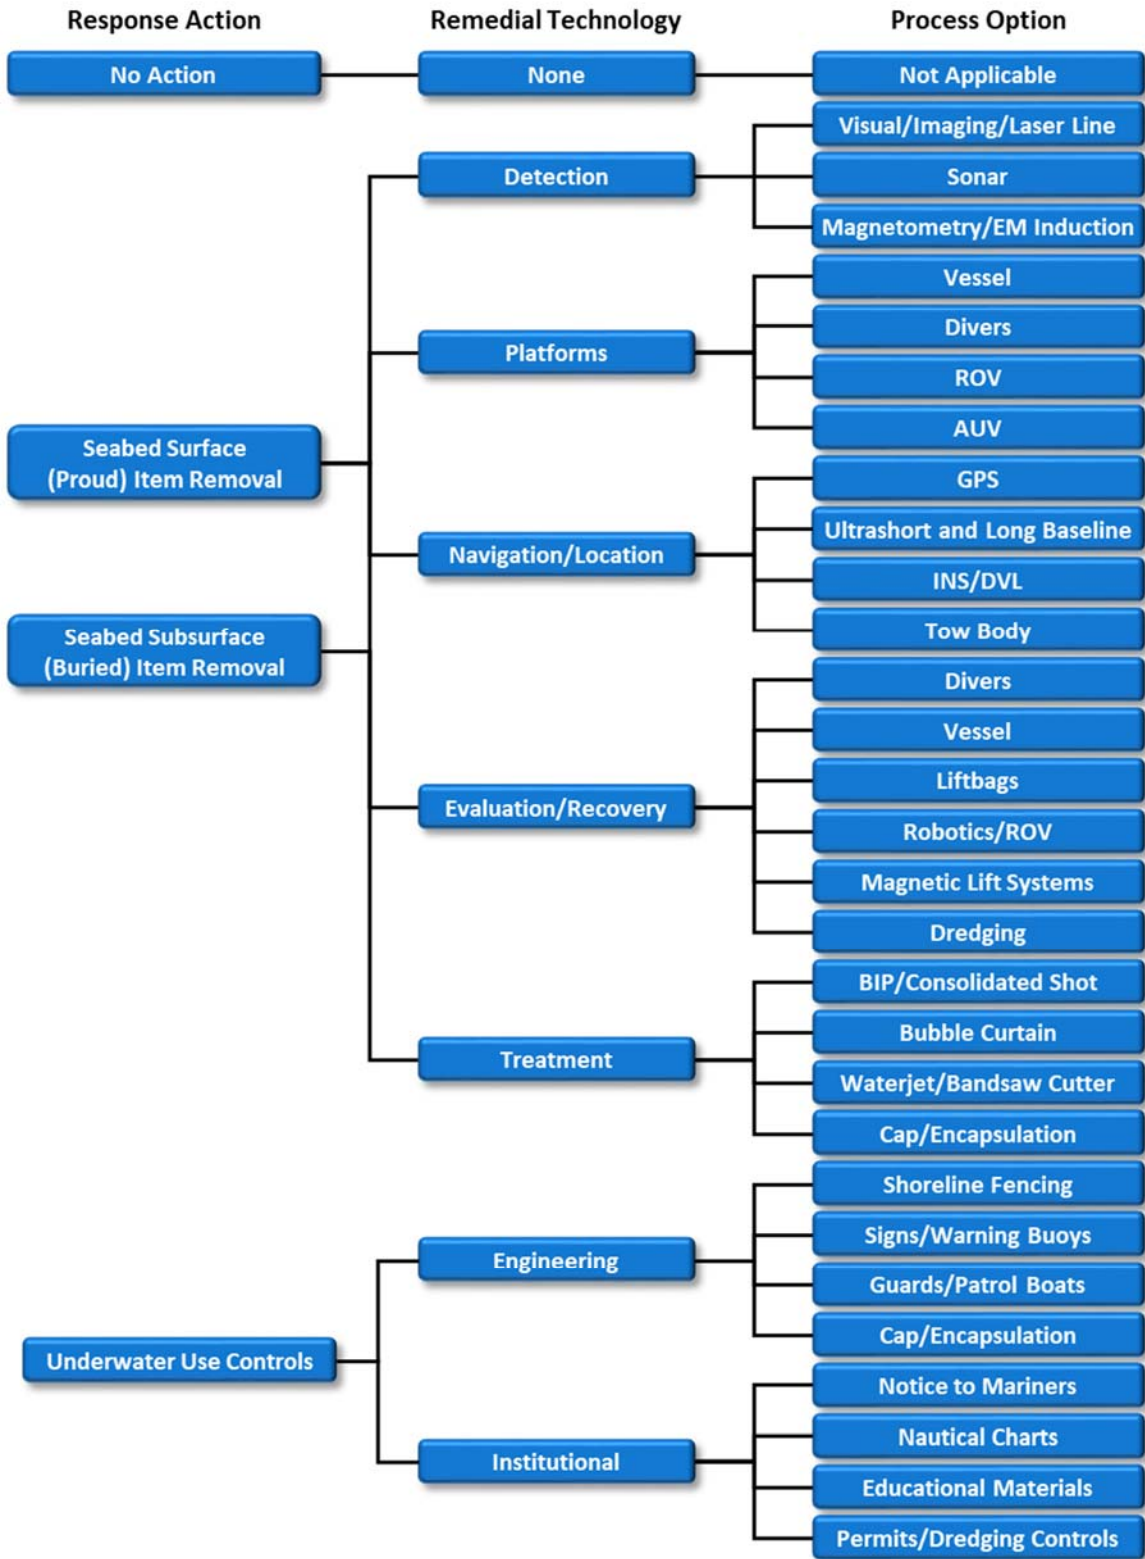 Response Action
Remedial Technology
Process Option
No Action
None
Not Applicable
Visual/Imaging/Laser Line
Detection
Sonar
Magnetometry/EM Induction
Vessel
Divers
Platforms
ROV
AUV
Seabed Surface
(Proud) Item Removal
GPS
Ultrashort and Long Baseline
Navigation/Location
INS/DVL
Tow Body
Seabed Subsurface
(Buried) Item Removal
Divers
Vessel
Liftbags
Evaluation/Recovery
Robotics/ROV
Magnetic Lift Systems
Dredging
BIP/Consolidated Shot
Bubble Curtain
Treatment
Waterjet/Bandsaw Cutter
Cap/Encapsulation
Shoreline Fencing
Signs/Warning Buoys
Engineering
Guards/Patrol Boats
Cap/Encapsulation
Underwater Use Controls
Notice to Mariners
Nautical Charts
Institutional
Educational Materials
Permits/Dredging Controls